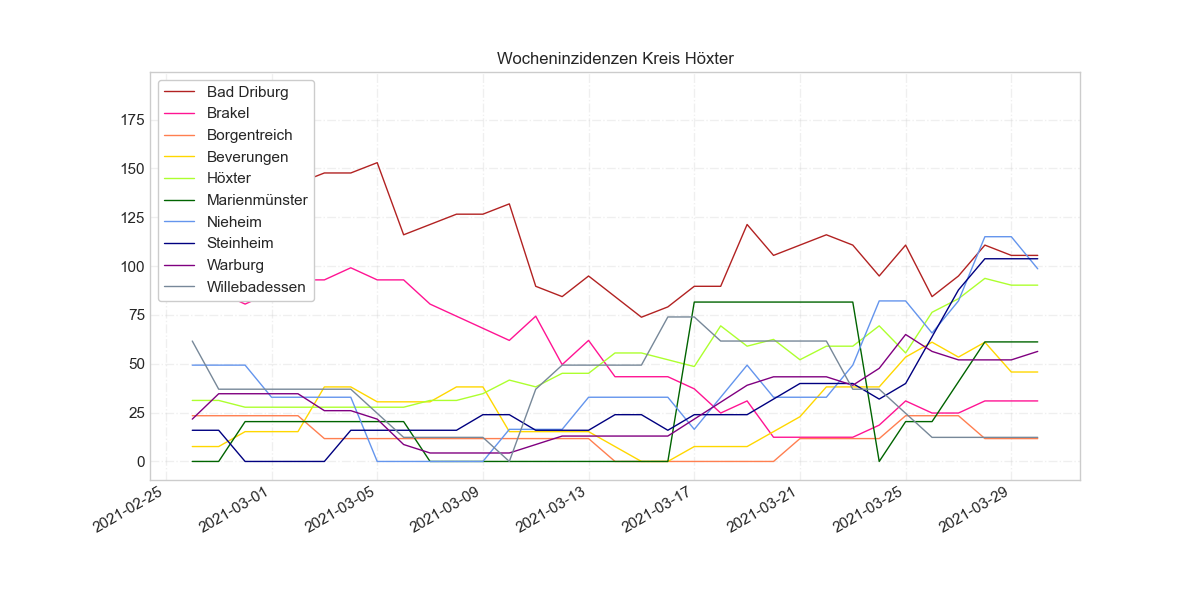 Wocheninzidenzen Kreis Höxter
Bad Driburg
Brakel
Borgentreich
Beverungen
Höxter
Marienmünster
Nieheim
Steinheim
Warburg
Willebadessen
175
150
125
100
75
50
25
0
2021-02-25
2021-03-01
2021-03-05
2021-03-09
2021-03-13
2021-03-17
2021-03-21
2021-03-25
2021-03-29